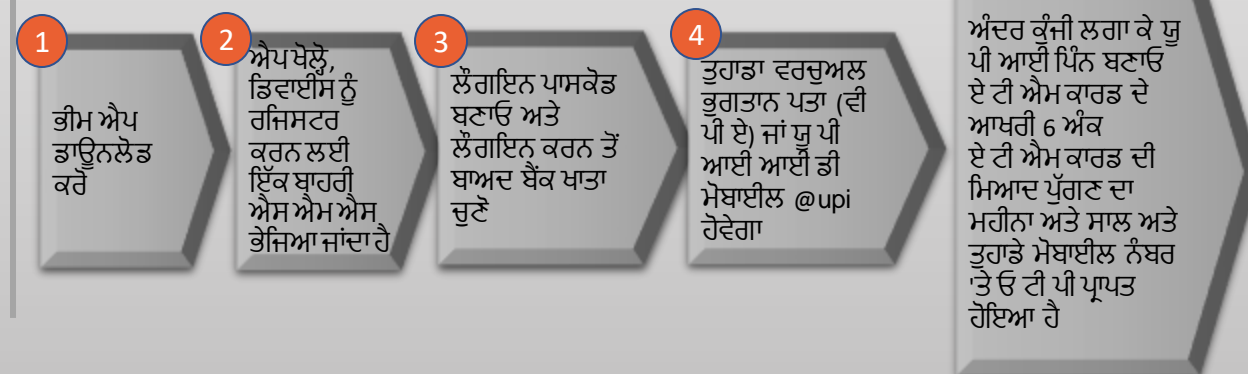 1
ਭੀਮ ਐਪ
ਡਾਊਨਲੋਡ
ਕਰੋ
2
ਐਪ ਖੋਲ੍ਹੋ,
ਡਿਵਾਈਸ ਨੂੰ
ਰਜਿਸਟਰ
ਕਰਨ ਲਈ
ਇੱਕ ਬਾਹਰੀ
ਐਸ ਐਮ ਐਸ
ਭੇਜਿਆ ਜਾਂਦਾ ਹੈ
3
ਲੌਗਇਨ ਪਾਸਕੋਡ
ਬਣਾਓ ਅਤੇ
ਲੌਗਇਨ ਕਰਨ ਤੋਂ
ਬਾਅਦ ਬੈਂਕ ਖਾਤਾ
ਚੁਣੋ
4
ਤੁਹਾਡਾ ਵਰਚੁਅਲ
ਭੁਗਤਾਨ ਪਤਾ (ਵੀ
ਪੀ ਏ) ਜਾਂ ਯੂ ਪੀ
ਆਈ ਆਈ ਡੀ
ਮੋਬਾਈਲ @upi
ਹੋਵੇਗਾ
ਅੰਦਰ ਕੁੰਜੀ ਲਗਾ ਕੇ ਯੂ
ਪੀ ਆਈ ਪਿੰਨ ਬਣਾਓ
ਏ ਟੀ ਐਮ ਕਾਰਡ ਦੇ
ਆਖਰੀ 6 ਅੰਕ
ਏ ਟੀ ਐਮ ਕਾਰਡ ਦੀ
ਮਿਆਦ ਪੁੱਗਣ ਦਾ
ਮਹੀਨਾ ਅਤੇ ਸਾਲ ਅਤੇ
ਤੁਹਾਡੇ ਮੋਬਾਈਲ ਨੰਬਰ
'ਤੇ ਓ ਟੀ ਪੀ ਪ੍ਰਾਪਤ
ਹੋਇਆ ਹੈ